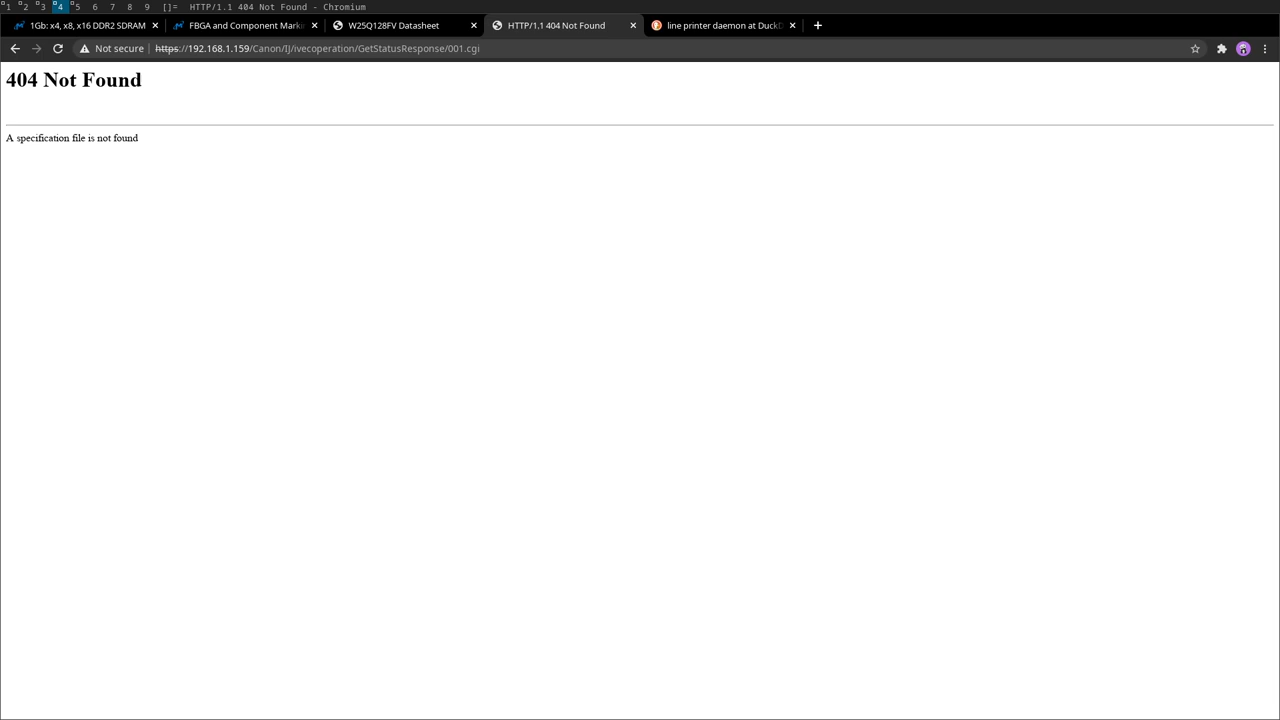 1 2 3 4 5 6 7 8 9 []= HTTP/1.1 404 Not Found - Chromium
1Gb: x4, x8, x16 DDR2 SDRAM FBGA and Component Marki W25Q128FV Datasheet HTTP/1.1 404 Not Found line printer daemon at DuckD
Not secure https://192.168.1.159/Canon/IJ/ivecoperation/GetStatusResponse/001.cgi
404 Not Found
A specification file is not found